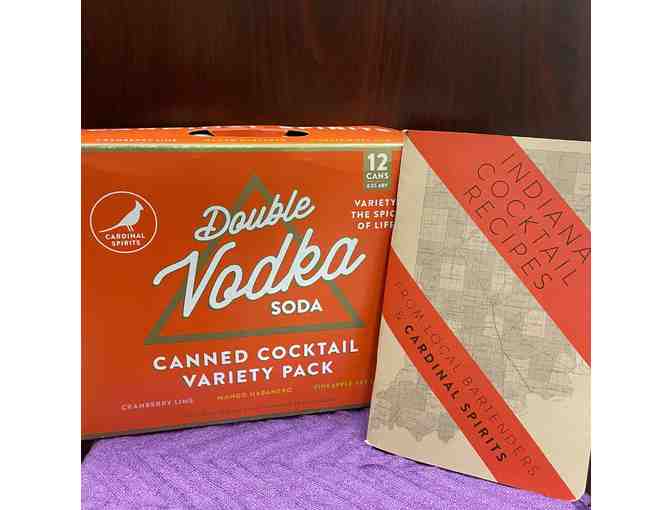 12
CANS
VARIETY
THE SPIC
OF LIFE
CARDINAL
SPIRITS
Double
Vodka
SODA
CANNED COCKTAIL
VARIETY PACK
CRANBERRY LIME
MANGO HABANERO
INDIANA
COCKTAIL
RECIPES
FROM LOCAL BARTENDERS
& CARDINAL SPIRITS